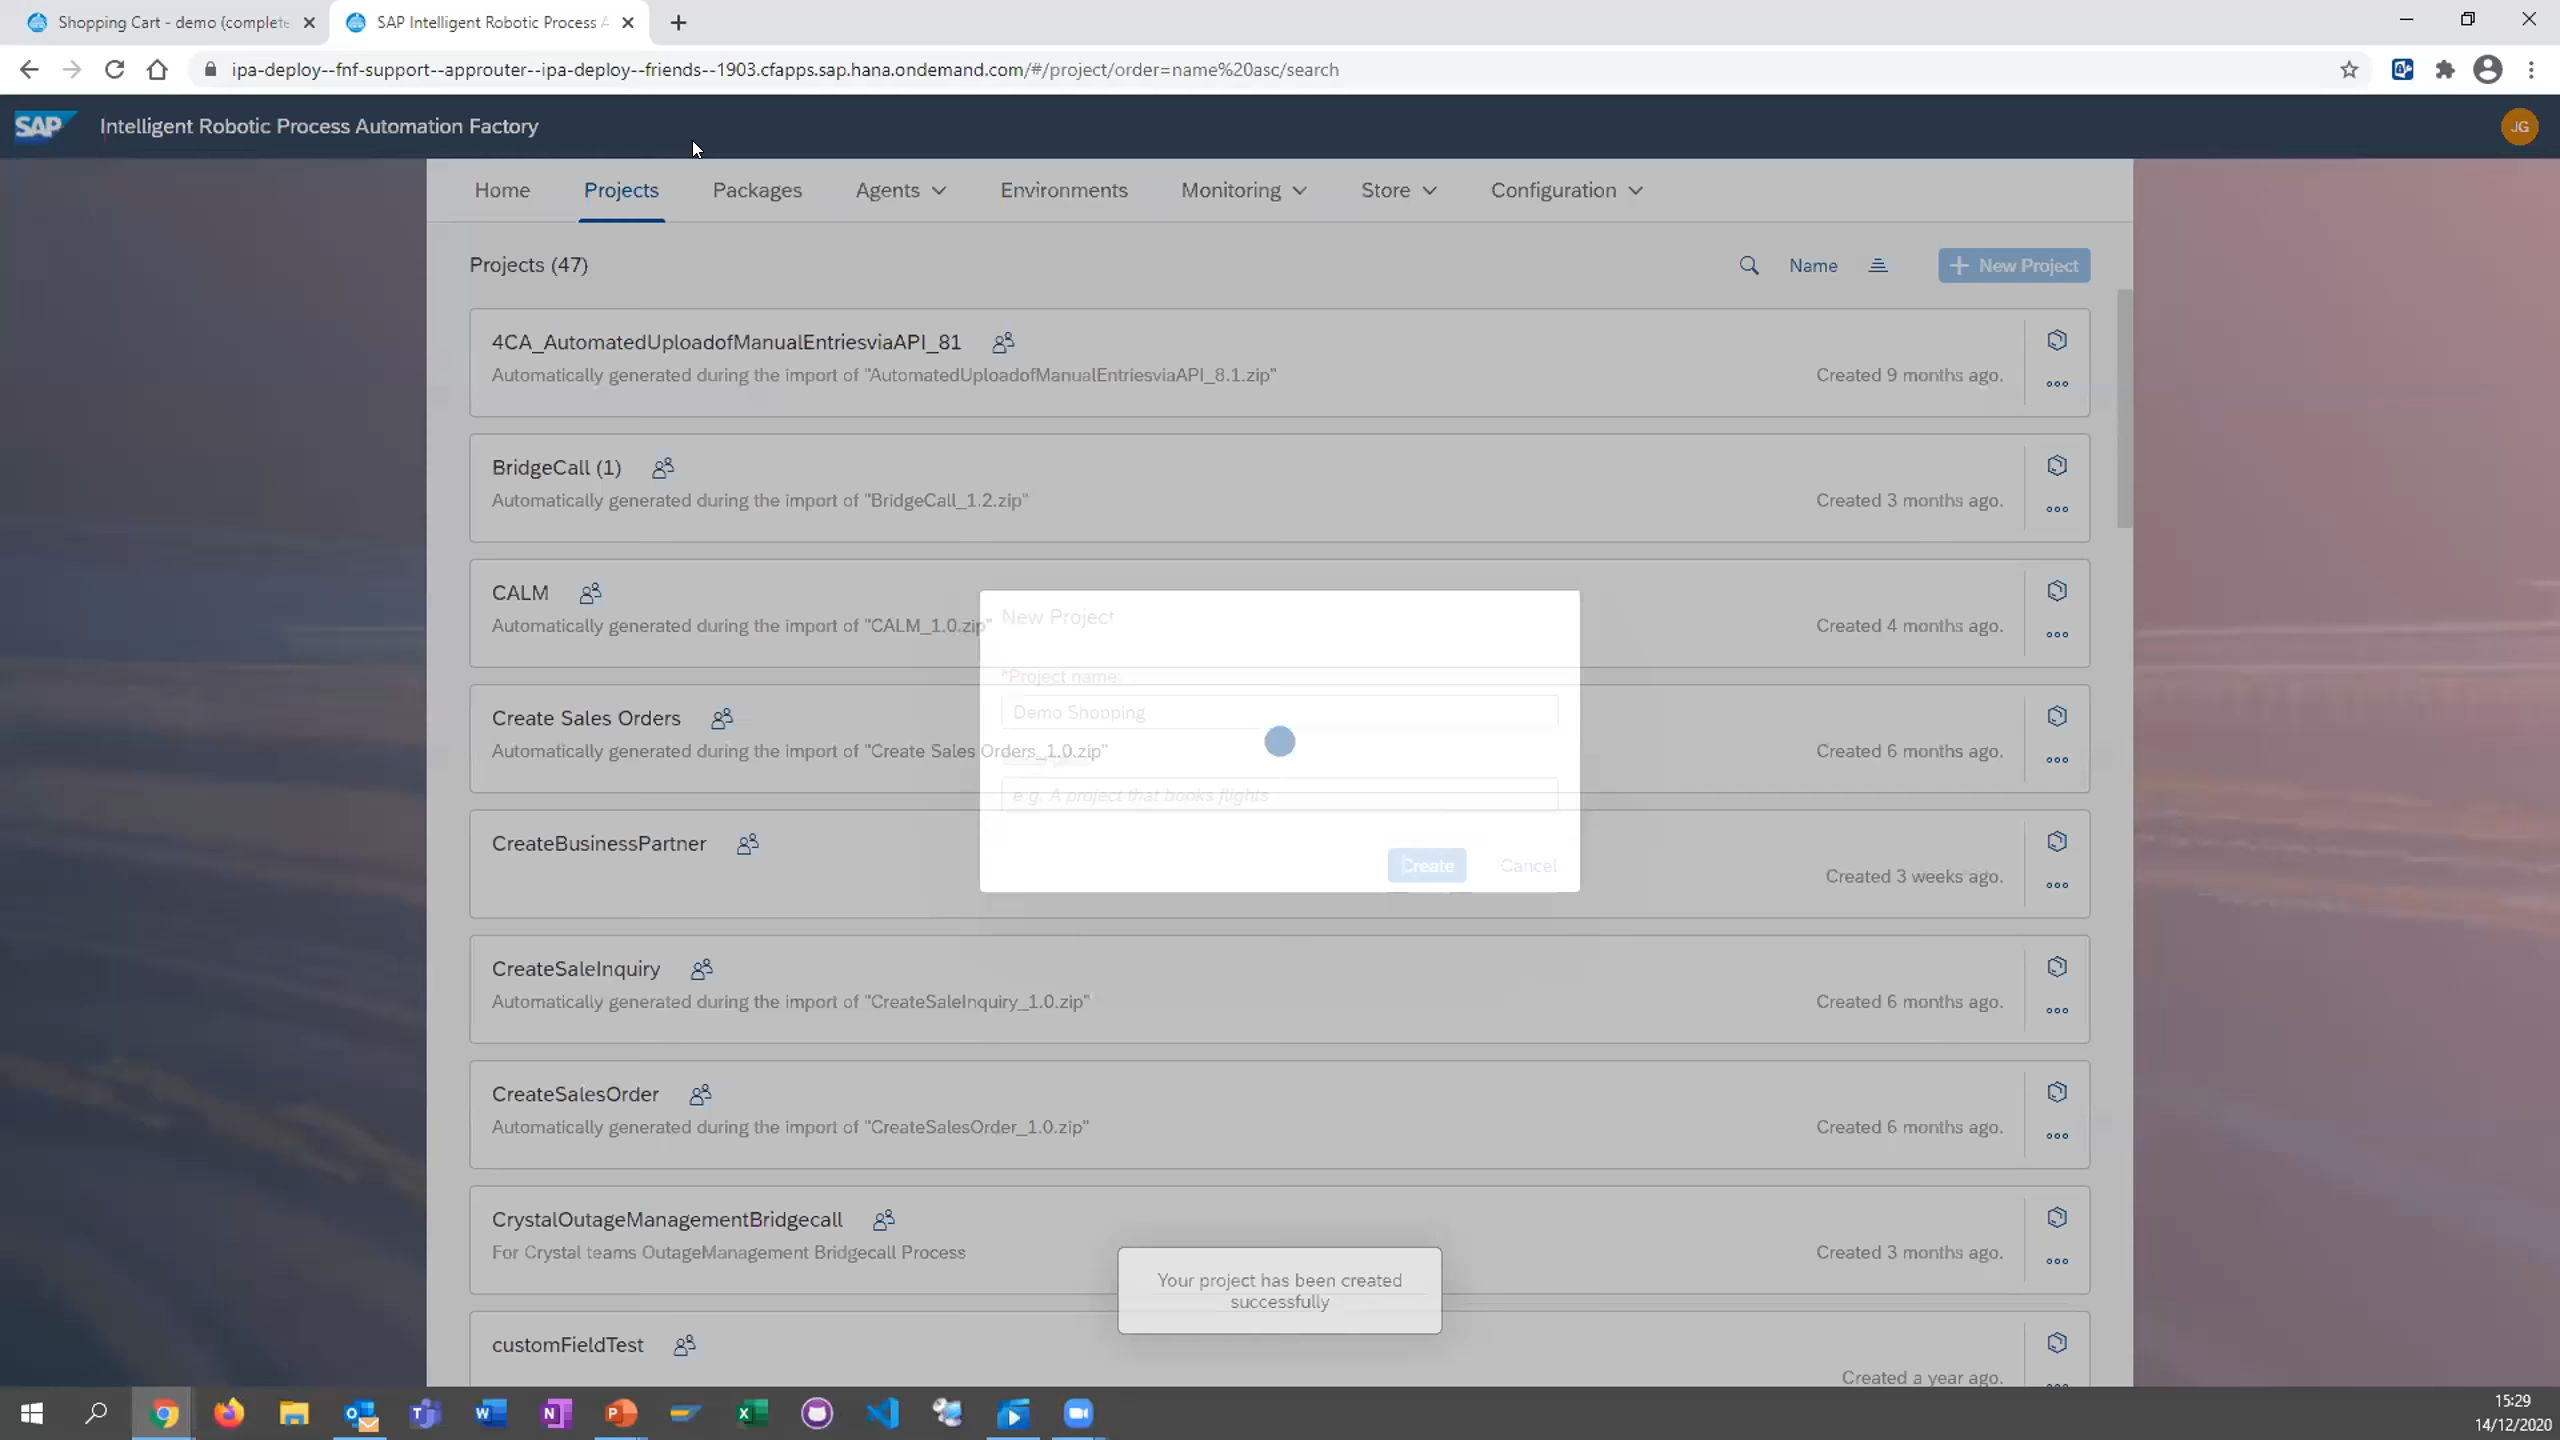 Shopping Cart - demo (complete
SAP Intelligent Robotic Process A
ipa-deploy--fnf-support--approuter--ipa-deploy--friends--1903.cfapps.sap.hana.ondemand.com/#/project/order=name%20asc/search
SAP Intelligent Robotic Process Automation Factory
JG
Home Projects Packages Agents Environments Monitoring Store Configuration
Projects (47)
Name
New Project
4CA_AutomatedUploadofManualEntriesviaAPI_81
Automatically generated during the import of "AutomatedUploadofManualEntriesviaAPI_8.1.zip"
Created 9 months ago.
BridgeCall (1)
Automatically generated during the import of "BridgeCall_1.2.zip"
Created 3 months ago.
CALM
Automatically generated during the import of "CALM_1.0.zip"
Created 4 months ago.
Create Sales Orders
Automatically generated during the import of "Create Sales Orders_1.0.zip"
Created 6 months ago.
New Project
*Project name:
Demo Shopping
e.g. A project that books flights
Create Cancel
CreateBusinessPartner
Created 3 weeks ago.
CreateSaleInquiry
Automatically generated during the import of "CreateSaleInquiry_1.0.zip"
Created 6 months ago.
CreateSalesOrder
Automatically generated during the import of "CreateSalesOrder_1.0.zip"
Created 6 months ago.
CrystalOutageManagementBridgecall
For Crystal teams OutageManagement Bridgecall Process
Created 3 months ago.
Your project has been created
successfully
customFieldTest
Created a year ago.
15:29
14/12/2020